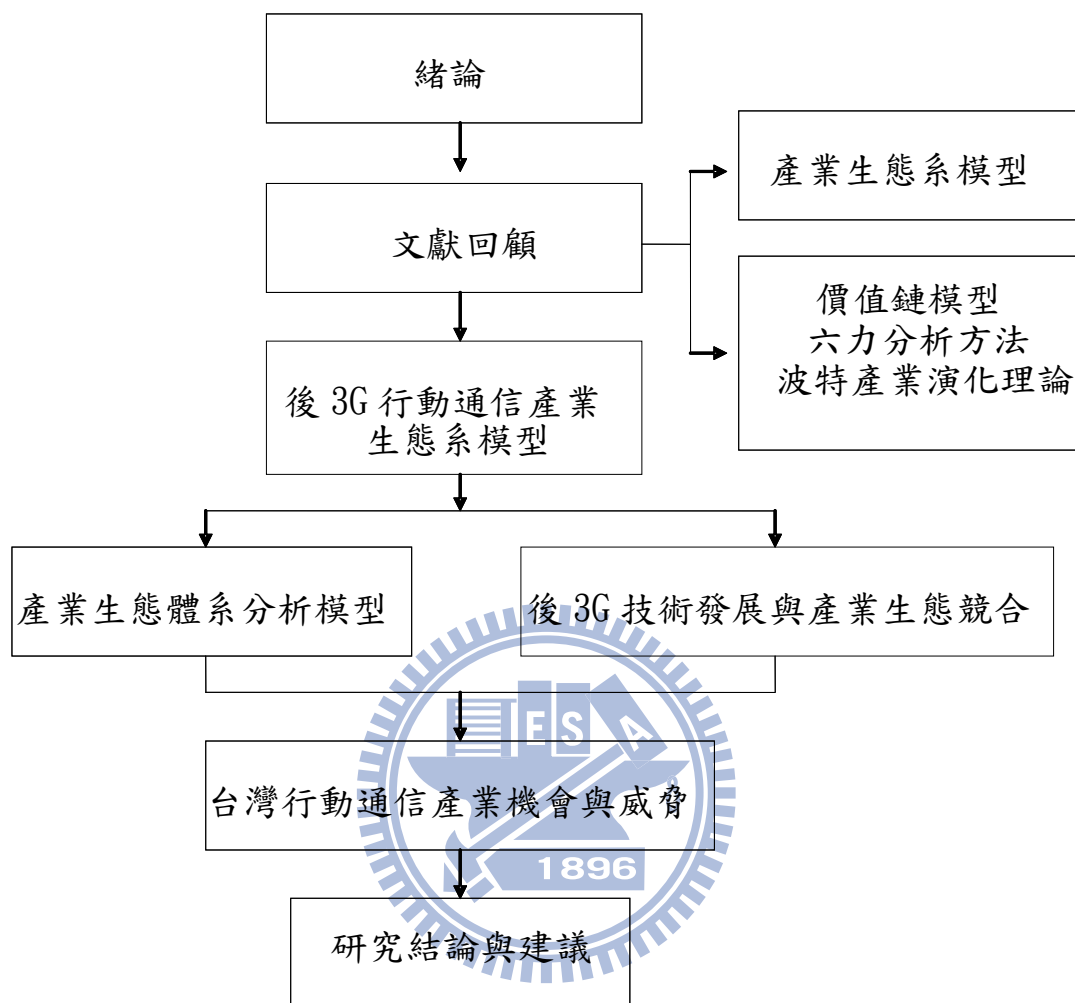 緒論
文獻回顧
產業生態系模型
價值鏈模型
六力分析方法
波特產業演化理論
後 3G 行動通信產業
生態系模型
產業生態體系分析模型
後 3G 技術發展與產業生態競合
E S A
台灣行動通信產業機會與威脅
1896
研究結論與建議